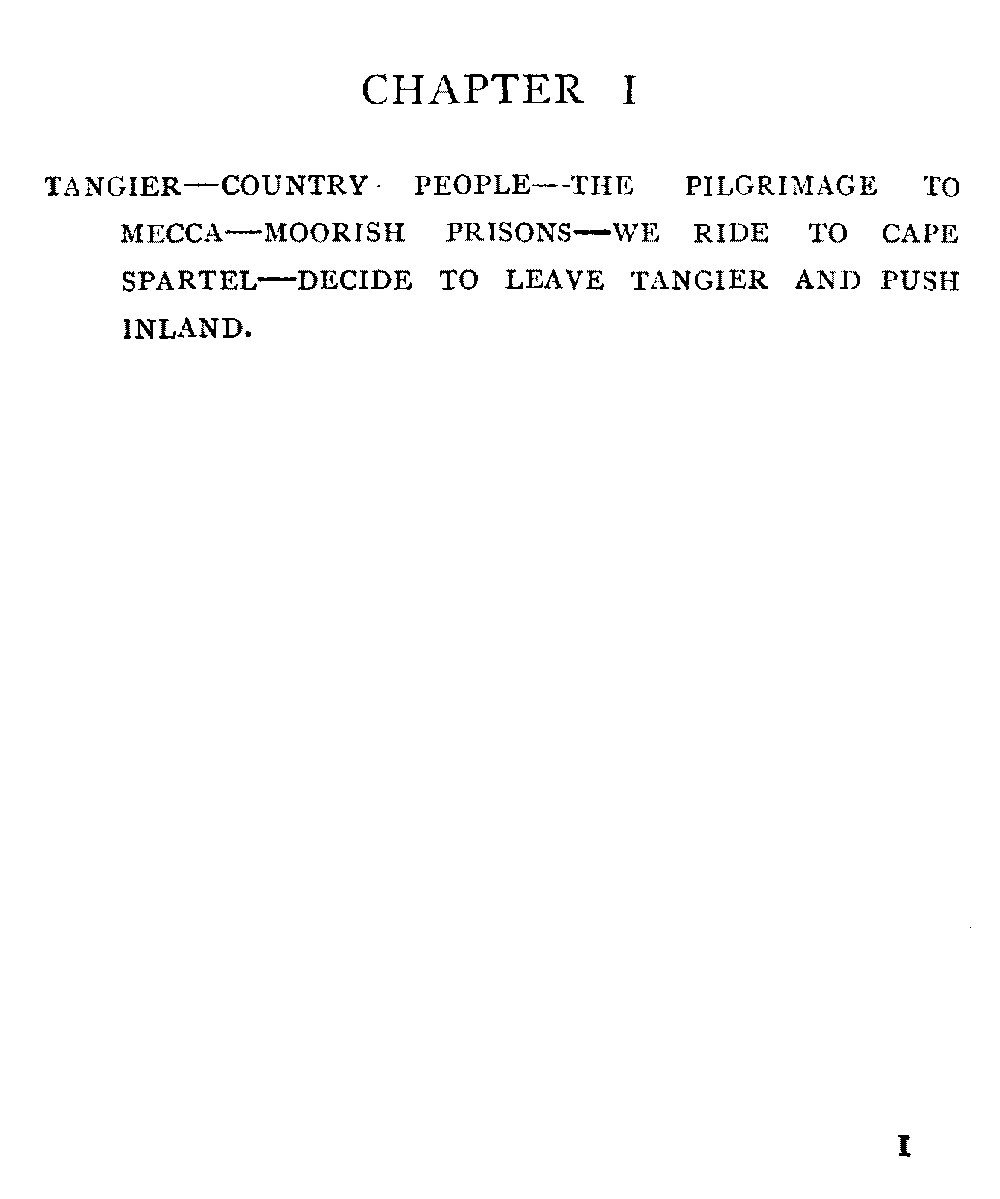 CHAPTER I
TANGIER—COUNTRY PEOPLE—THE PILGRIMAGE TO
MECCA—MOORISH PRISONS—WE RIDE TO CAPE
SPARTEL—DECIDE TO LEAVE TANGIER AND PUSH
INLAND.
I